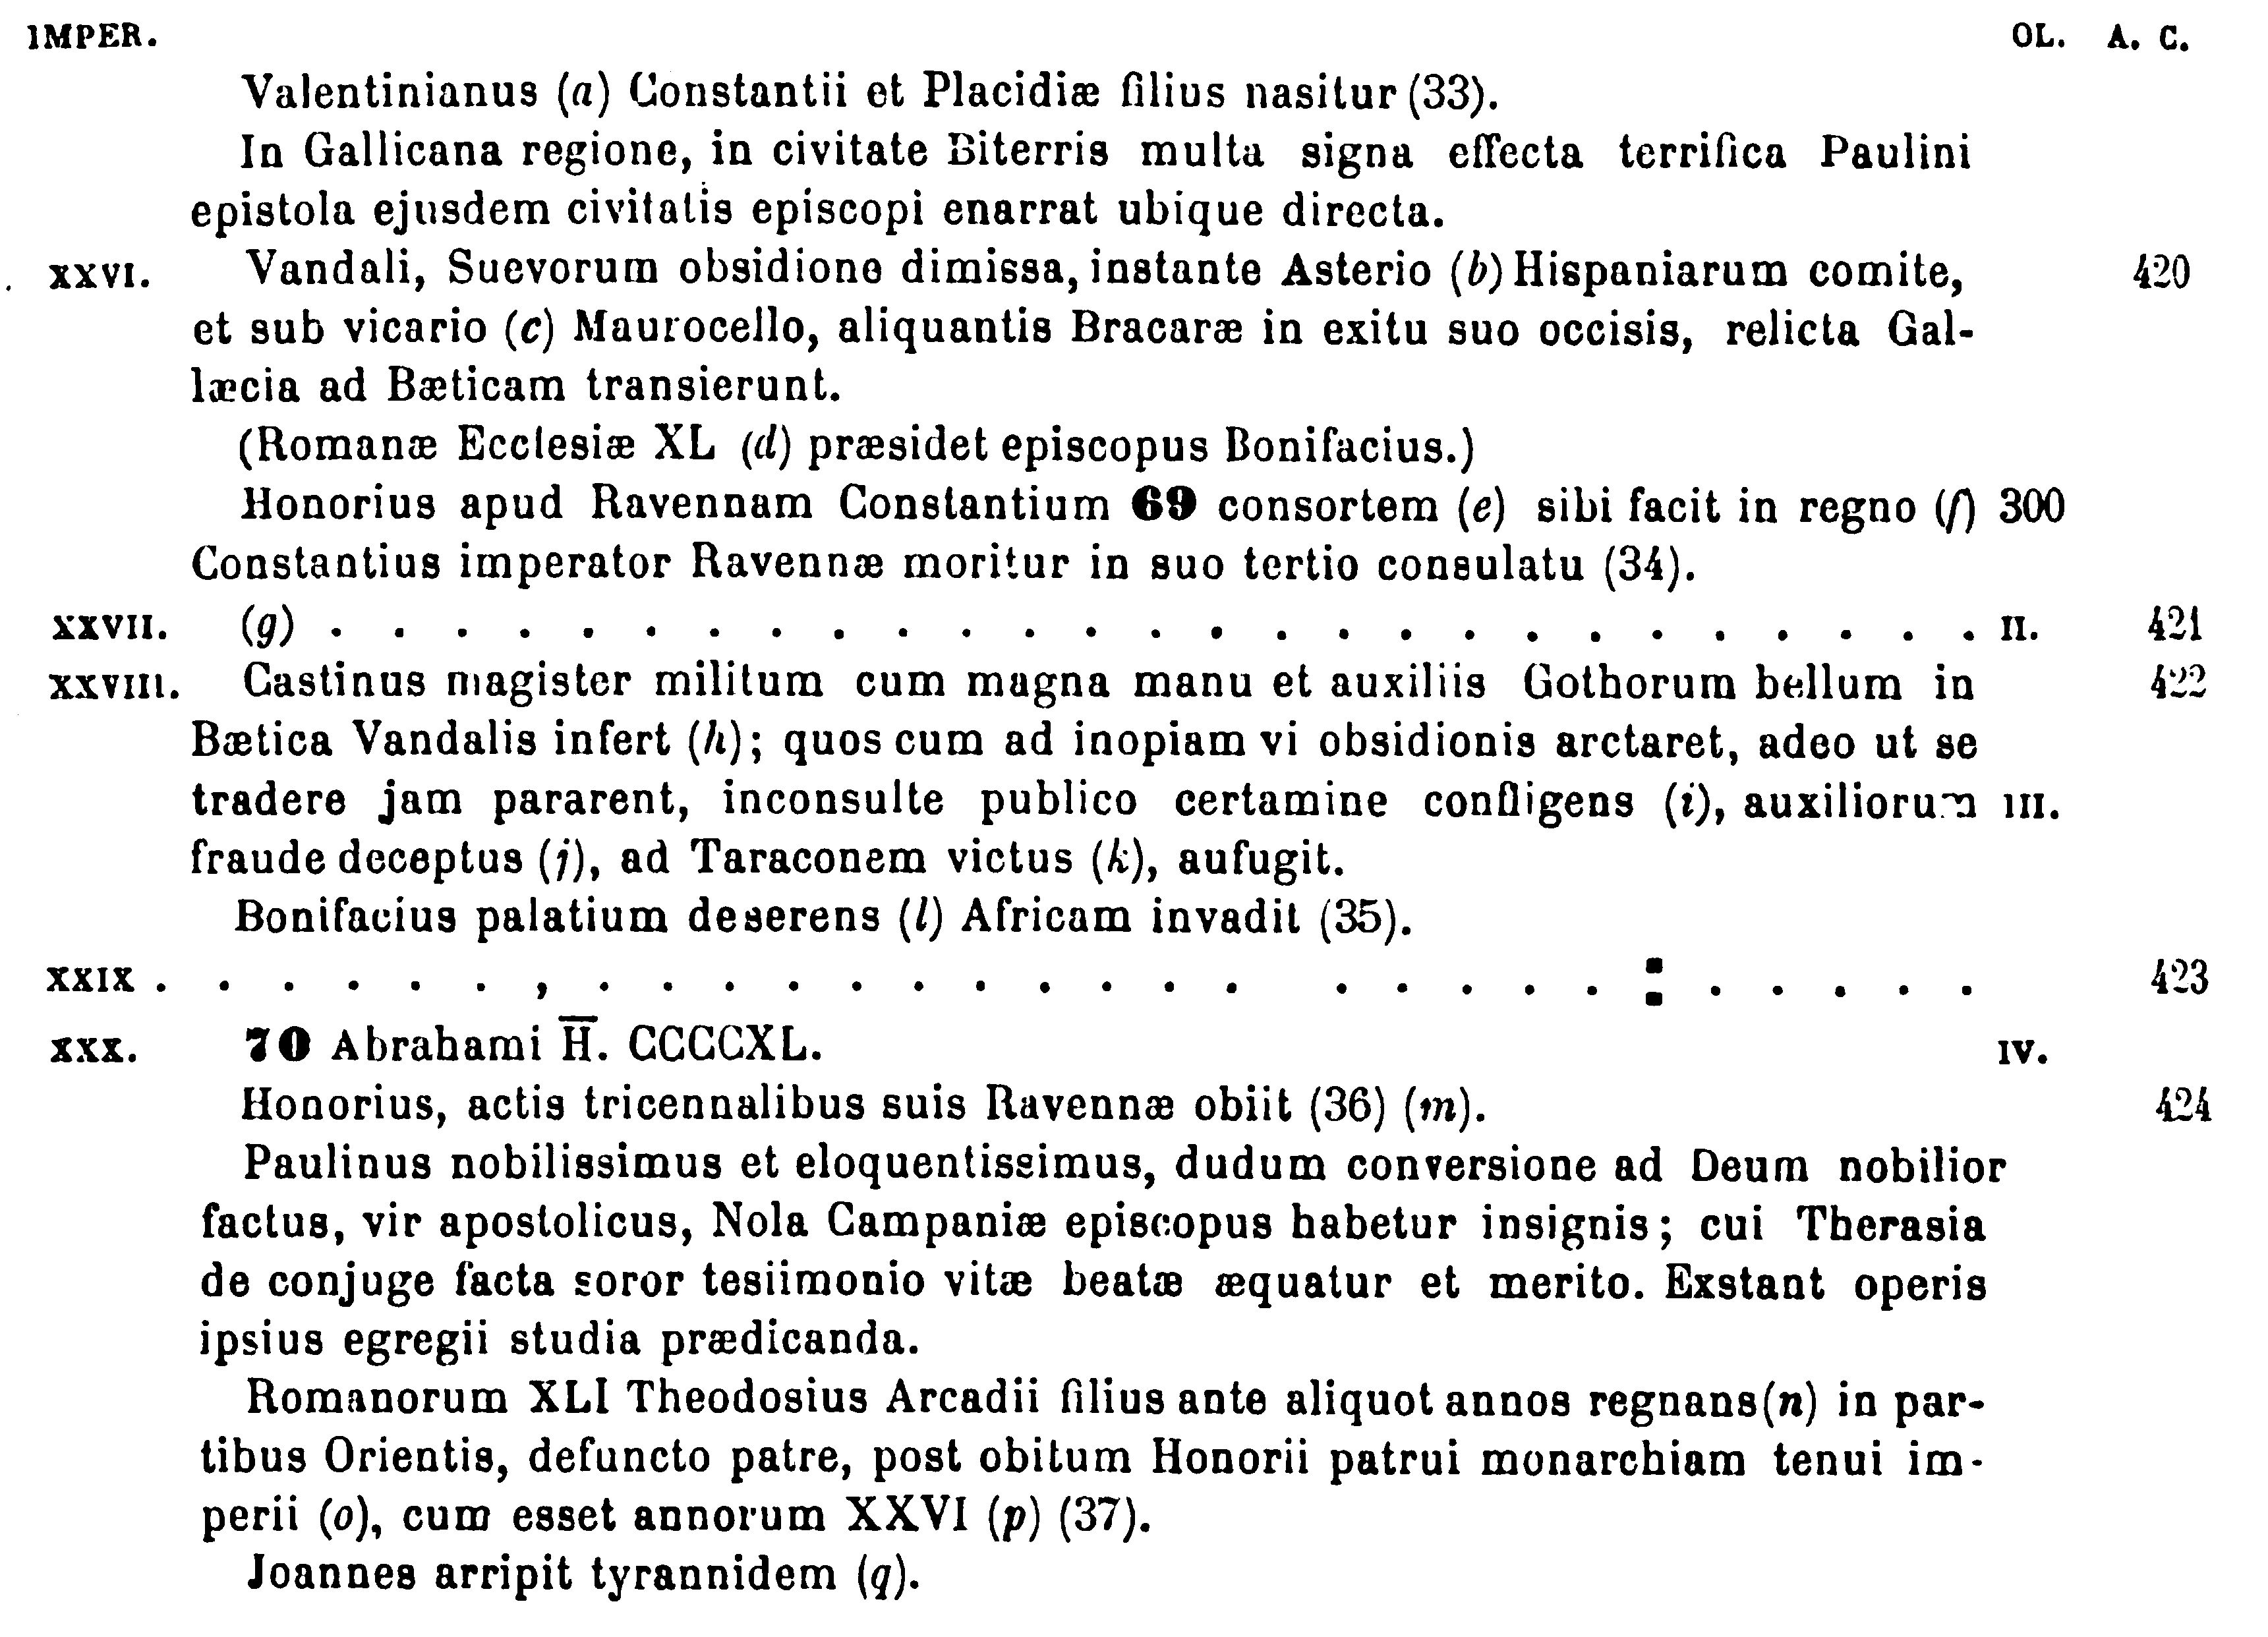 IMPER. OL. A. C.
Valentinianus (a) Constantii et Placidiæ filius nasitur (33).
In Gallicana regione, in civitate Biterris multa signa effecta terrifica Paulini
epistola ejusdem civitatis episcopi enarrat ubique directa.
XXVI. Vandali, Suevorum obsidione dimissa, instante Asterio (b) Hispaniarum comite, 420
et sub vicario (c) Maurocello, aliquantis Bracaræ in exitu suo occisis, relicta Gal-
læcia ad Bæticam transierunt.
(Romanæ Ecclesiæ XL (d) præsidet episcopus Bonifacius.)
Honorius apud Ravennam Constantium 69 consortem (e) sibi facit in regno (f) 300
Constantius imperator Ravennæ moritur in suo tertio consulatu (34).
XXVII. (g) . . . . . . . . . . . . . . . . . . . . . . . . . . . II. 421
XXVIII. Castinus magister militum cum magna manu et auxiliis Gothorum bellum in 422
Bætica Vandalis infert (h); quos cum ad inopiam vi obsidionis arctaret, adeo ut se
tradere jam pararent, inconsulte publico certamine confligens (i), auxiliorum III.
fraude deceptus (j), ad Taraconem victus (k), aufugit.
Bonifacius palatium deserens (l) Africam invadit (35).
XXIX . . . . . . , . . . . . . . . . . . . . . . . : . . . . . 423
XXX. 70 Abrahami H̅. CCCCXL. IV.
Honorius, actis tricennalibus suis Ravennæ obiit (36) (m). 424
Paulinus nobilissimus et eloquentissimus, dudum conversione ad Deum nobilior
factus, vir apostolicus, Nola Campaniæ episcopus habetur insignis; cui Therasia
de conjuge facta soror tesiimonio vitæ beatæ æquatur et merito. Exstant operis
ipsius egregii studia prædicanda.
Romanorum XLI Theodosius Arcadii filius ante aliquot annos regnans (n) in par-
tibus Orientis, defuncto patre, post obitum Honorii patrui monarchiam tenui im-
perii (o), cum esset annorum XXVI (p) (37).
Joannes arripit tyrannidem (q).